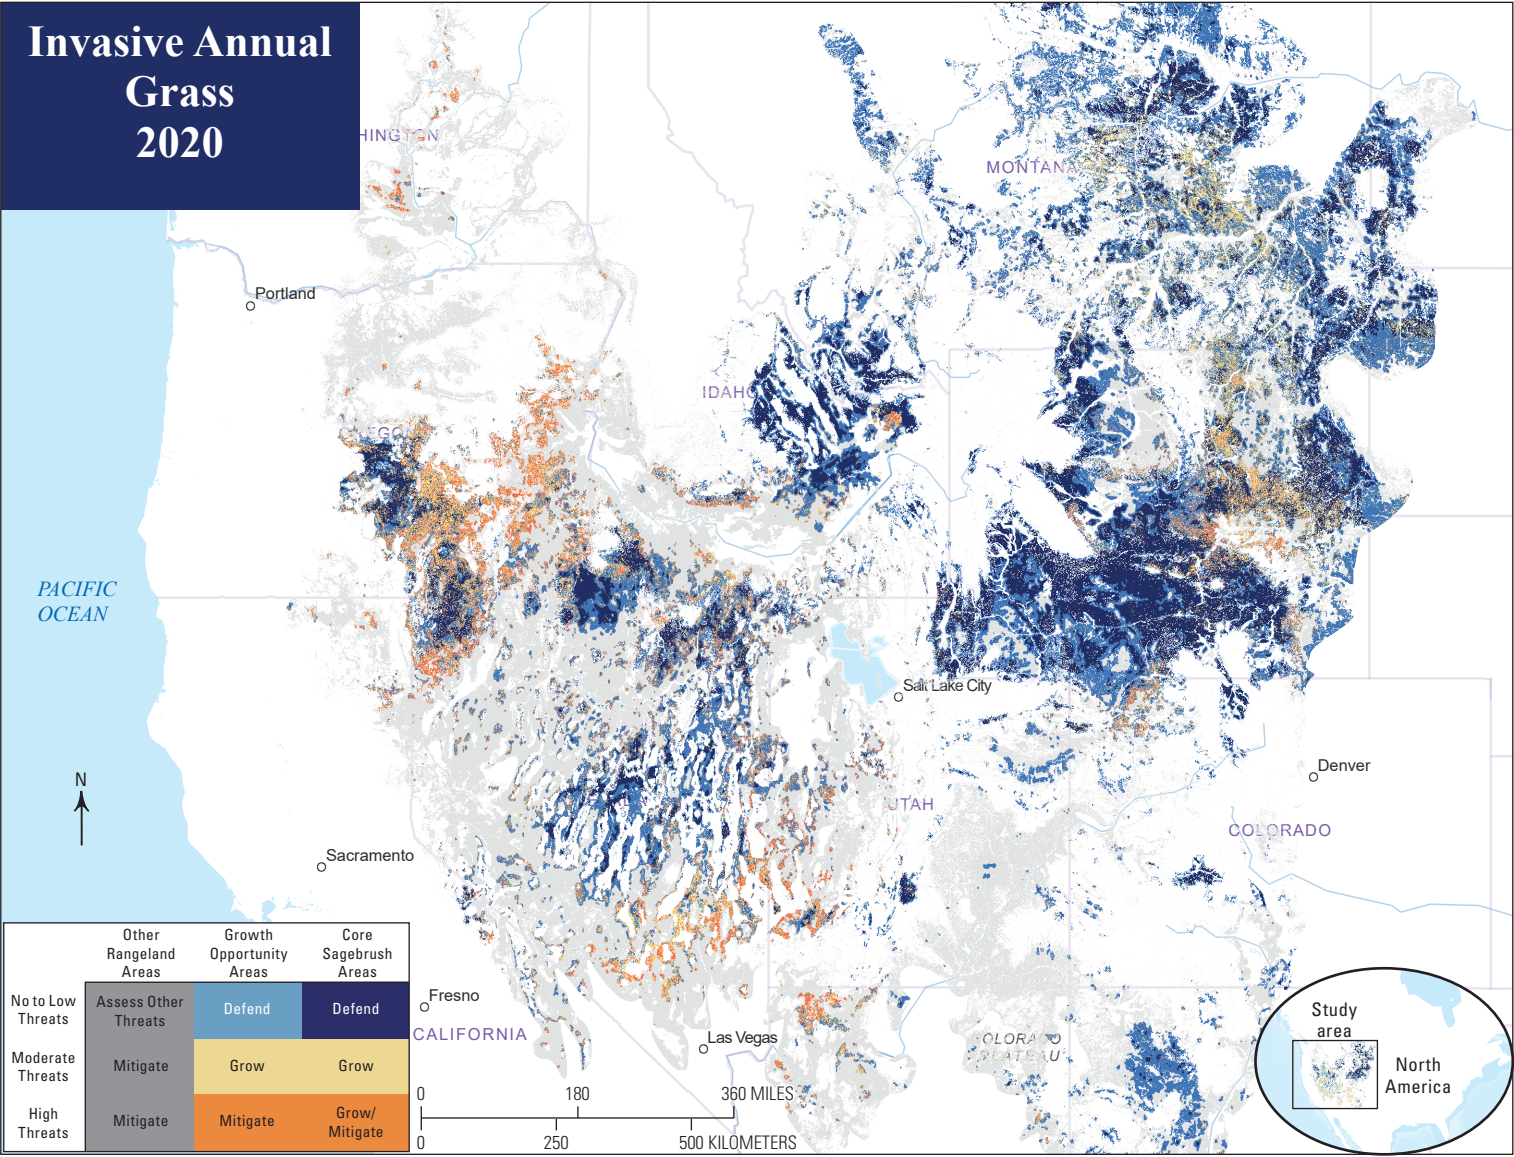 Invasive Annual
Grass
2020
HINGTON
MONTANA
Portland
IDAHO
PACIFIC
OCEAN
Salt Lake City
N
Denver
UTAH
COLORADO
Sacramento
Fresno
CALIFORNIA
Las Vegas
OLORADO
PLATEAU
Other
Rangeland
Areas
Growth
Opportunity
Areas
Core
Sagebrush
Areas
No to Low
Threats
Assess Other
Threats
Defend
Defend
Moderate
Threats
Mitigate
Grow
Grow
High
Threats
Mitigate
Mitigate
Grow/
Mitigate
0 180 360 MILES
0 250 500 KILOMETERS
Study
area
North
America